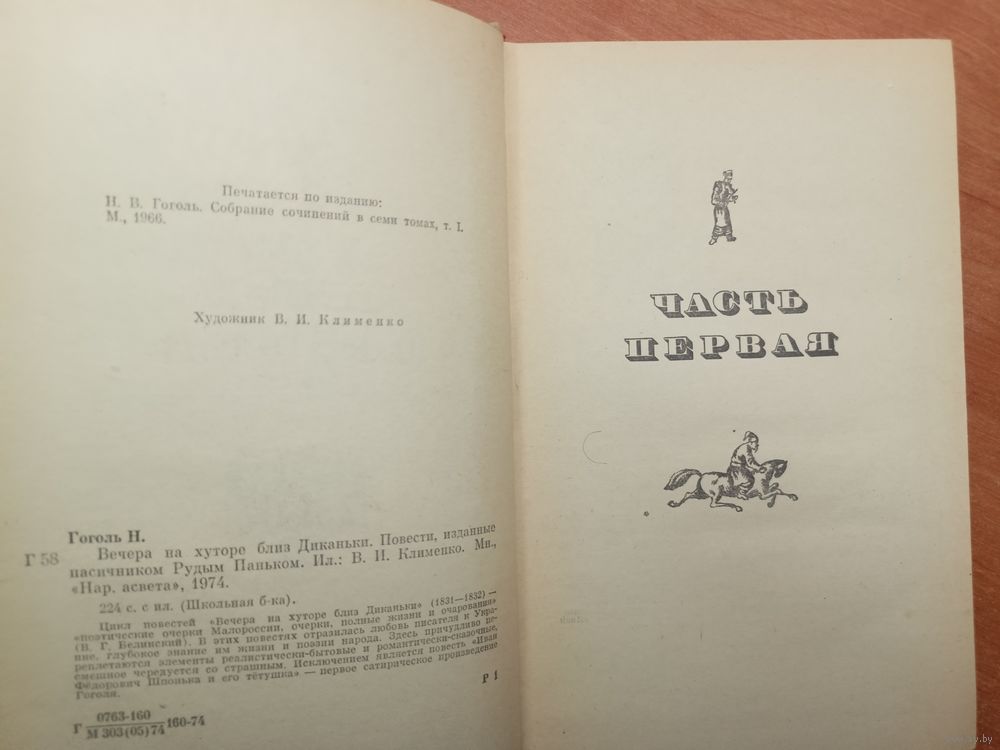 Печатается по изданию:
Н. В. Гоголь. Собрание сочинений в семи томах, т. I.
М., 1966.
Художник В. И. Клименко
Гоголь Н.
Г 58 Вечера на хуторе близ Диканьки. Повести, изданные
пасичником Рудым Паньком. Ил.: В. И. Клименко. Мн.,
«Нар. асвета», 1974.
224 с. с ил. (Школьная б-ка).
Цикл повестей «Вечера на хуторе близ Диканьки» (1831—1832) —
«поэтические очерки Малороссии, очерки, полные жизни и очарования»
(В. Г. Белинский). В этих повестях отразилась любовь писателя к Укра-
ине, глубокое знание им жизни и поэзии народа. Здесь причудливо пе-
реплетаются элементы реалистически-бытовые и романтически-сказочные,
смешное чередуется со страшным. Исключением является повесть «Иван
Федорович Шпонька и его тётушка» — первое сатирическое произведение
Гоголя.
Р 1
Г 0763-160
М 303(05)74 160-74
ЧАСТЬ
ПЕРВАЯ